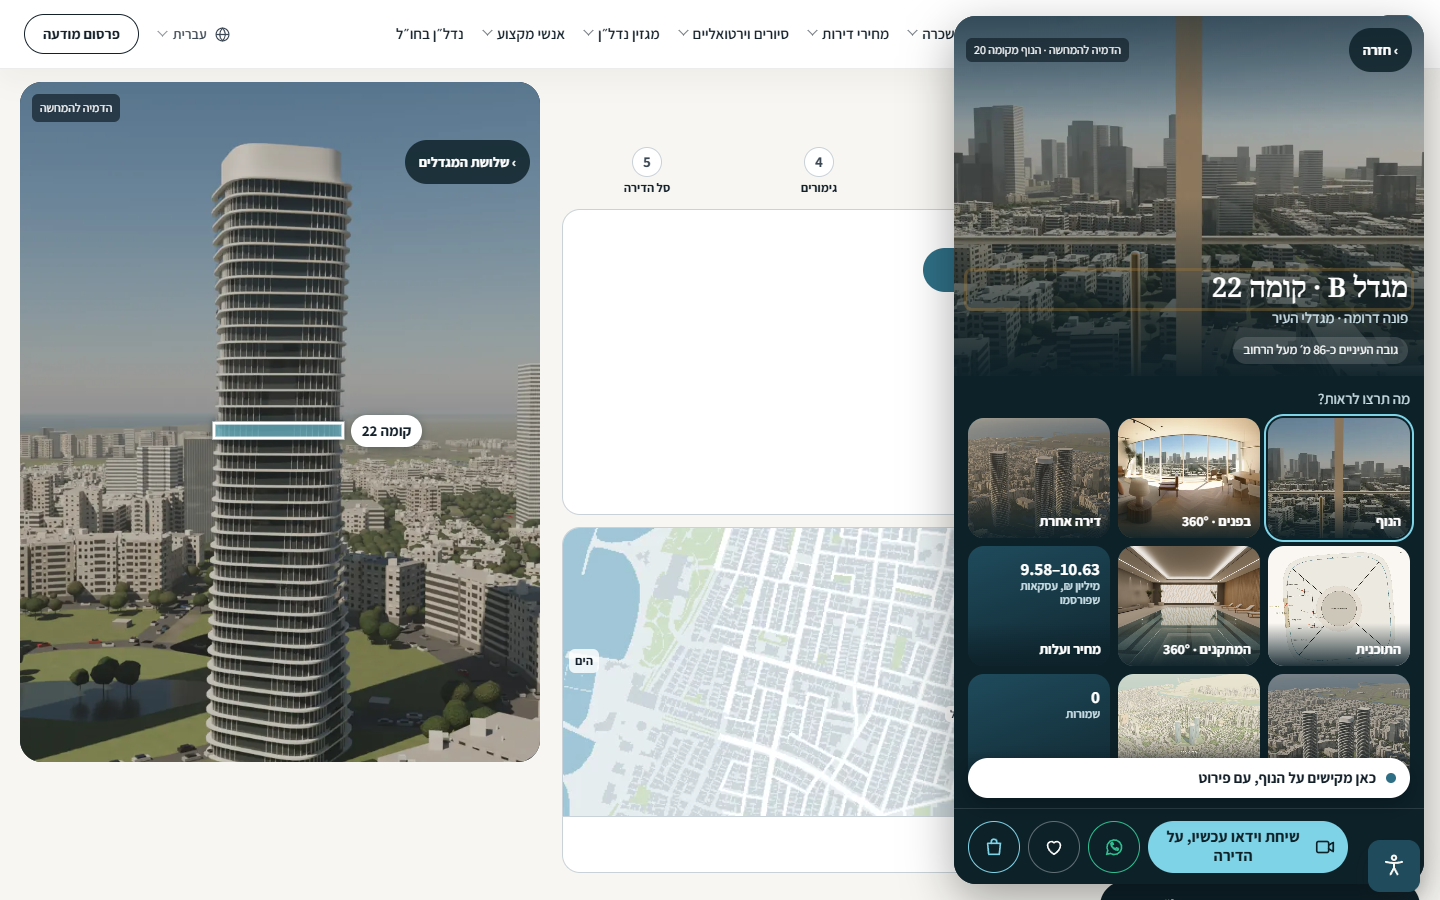 שכרה
מחירי דירות
סיורים וירטואליים
מגזין נדל״ן
אנשי מקצוע
נדל״ן בחו״ל
עברית
פרסום מודעה
‹ חזרה
הדמיה להמחשה · הנוף מקומה 20
מגדל B · קומה 22
פונה דרומה · מגדלי העיר
גובה העיניים כ-86 מ׳ מעל הרחוב
מה תרצו לראות?
הנוף
בפנים · 360°
דירה אחרת
התוכנית
המתקנים · 360°
9.58–10.63
מיליון ₪, עסקאות
שפורסמו
מחיר ועלות
0
שמורות
כאן מקישים על הנוף, עם פירוט
שיחת וידאו עכשיו, על
הדירה
4
גימורים
5
סל הדירה
הים
הדמיה להמחשה
‹ שלושת המגדלים
קומה 22